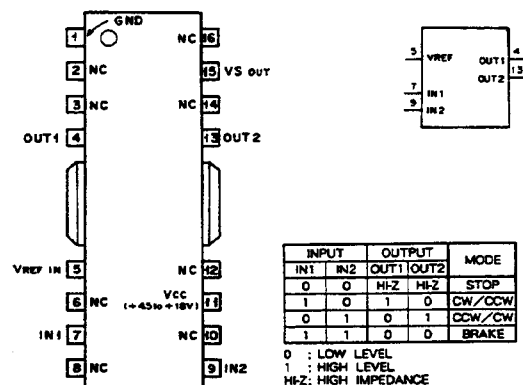 GND
1 NC 16
2 NC 15 VS OUT
3 NC NC 14
OUT1 4 13 OUT2
VREF IN 5 NC 12
6 NC VCC 11
(+4.5 to +18V)
IN1 7 NC 10
8 NC 9 IN2
5 VREF OUT1 4
OUT2 13
7 IN1
9 IN2
INPUT OUTPUT MODE
IN1 IN2 OUT1 OUT2
0 0 HI-Z HI-Z STOP
1 0 1 0 CW/CCW
0 1 0 1 CCW/CW
1 1 0 0 BRAKE
0 : LOW LEVEL
1 : HIGH LEVEL
HI-Z: HIGH IMPEDANCE